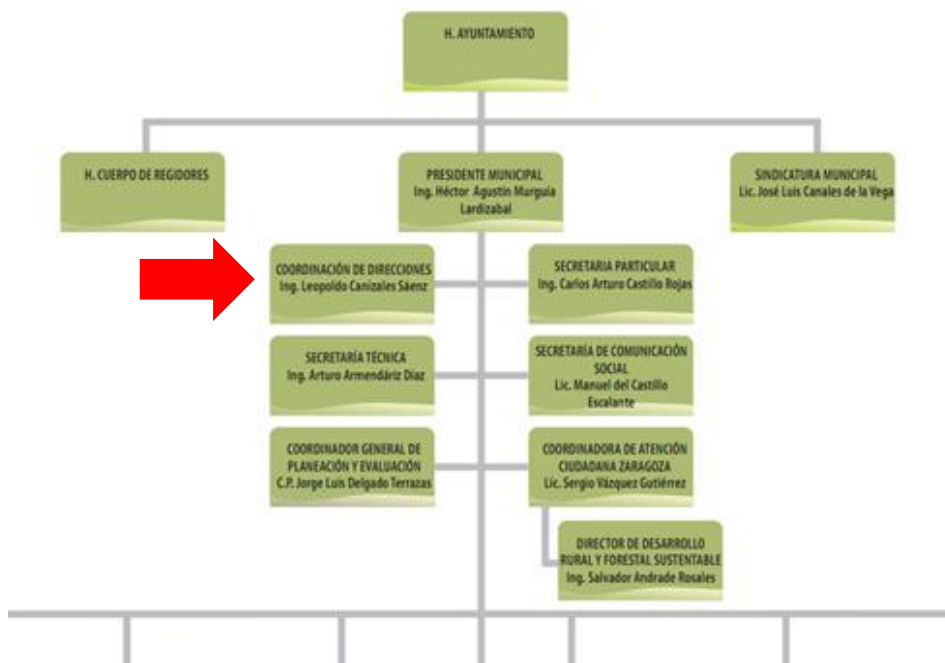 H. AYUNTAMIENTO
H. CUERPO DE REGIDORES
PRESIDENTE MUNICIPAL
Ing. Héctor Agustín Murguía
Lardizabal
SINDICATURA MUNICIPAL
Lic. José Luis Canales de la Vega
COORDINACIÓN DE DIRECCIONES
Ing. Leopoldo Canizales Sáenz
SECRETARIA PARTICULAR
Ing. Carlos Arturo Castillo Rojas
SECRETARÍA TÉCNICA
Ing. Arturo Armendáriz Díaz
SECRETARÍA DE COMUNICACIÓN
SOCIAL
Lic. Manuel del Castillo
Escalante
COORDINADOR GENERAL DE
PLANEACIÓN Y EVALUACIÓN
C.P. Jorge Luis Delgado Terrazas
COORDINADORA DE ATENCIÓN
CIUDADANA ZARAGOZA
Lic. Sergio Vázquez Gutiérrez
DIRECTOR DE DESARROLLO
RURAL Y FORESTAL SUSTENTABLE
Ing. Salvador Andrade Rosales